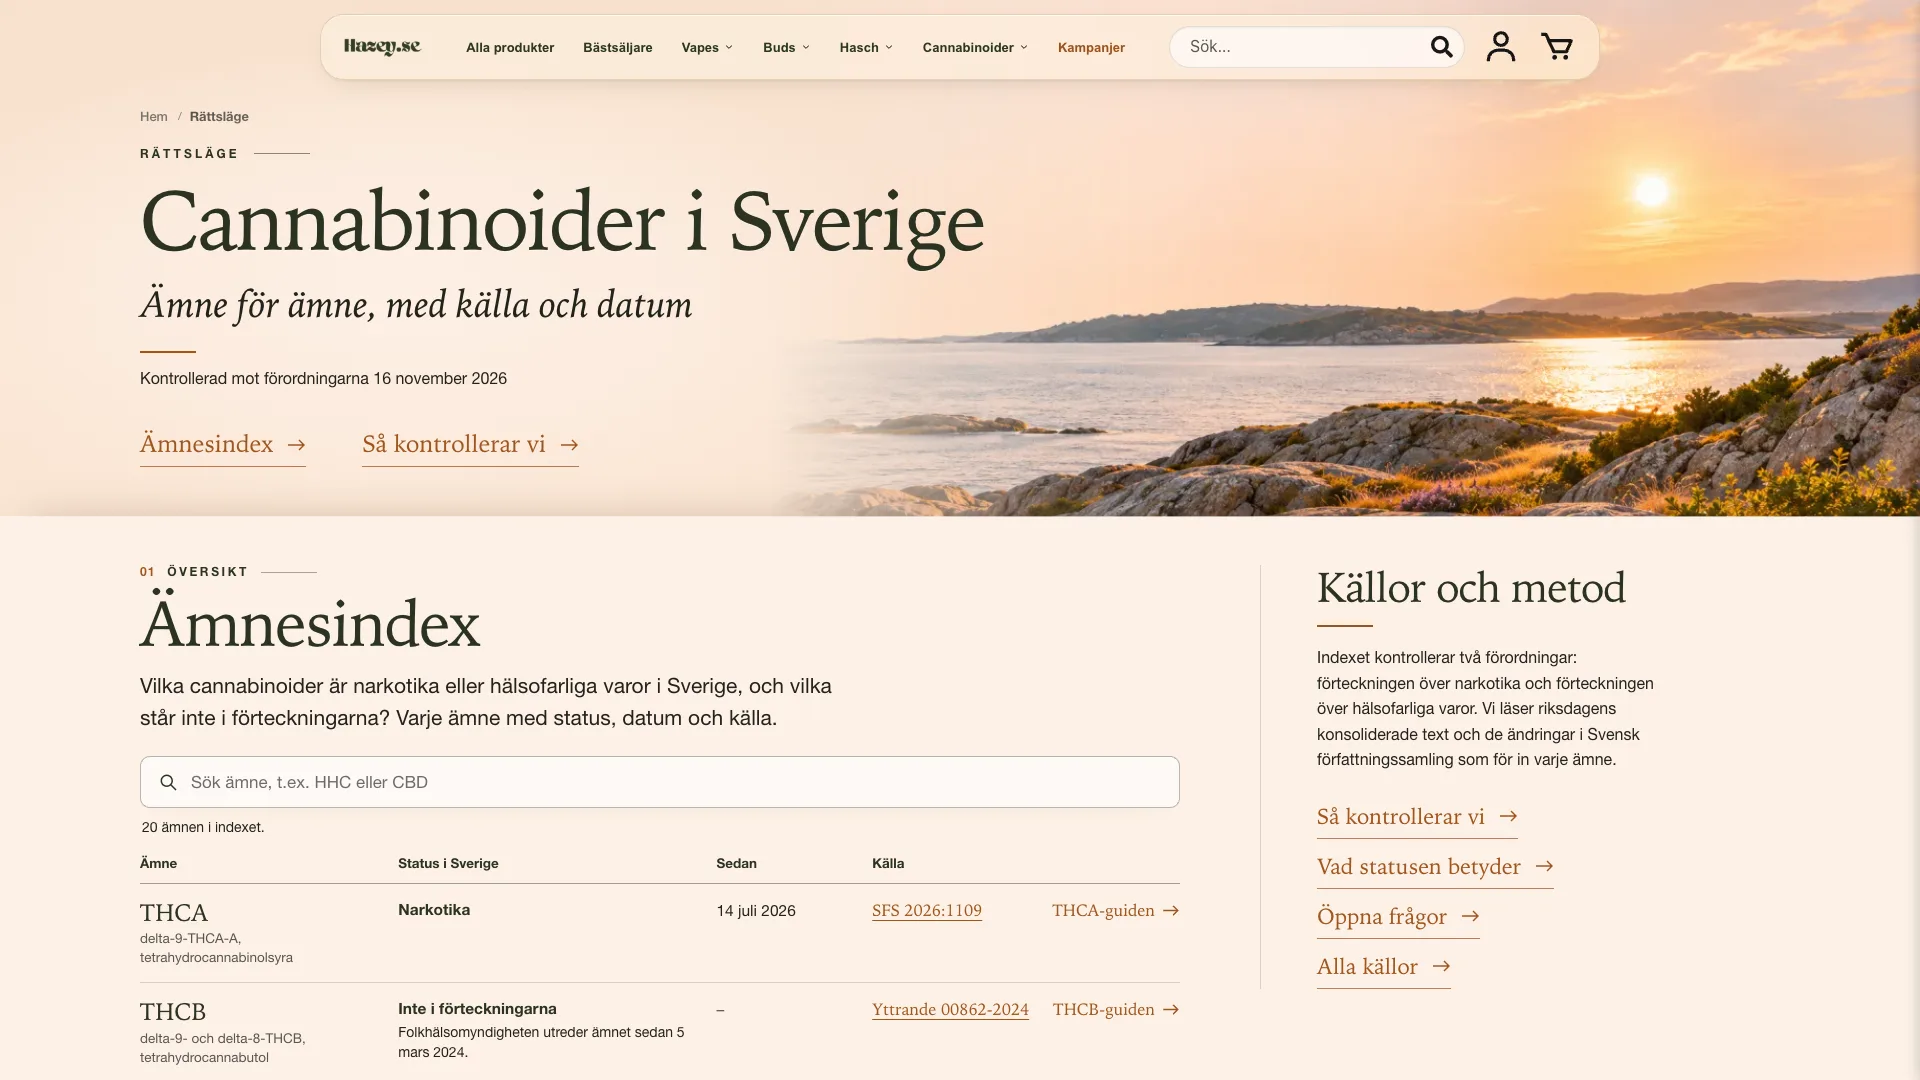 Hazey.se
Alla produkter
Bästsäljare
Vapes
Buds
Hasch
Cannabinoider
Kampanjer
Sök...
Hem / Rättsläge
RÄTTSLÄGE
Cannabinoider i Sverige
Ämne för ämne, med källa och datum
Kontrollerad mot förordningarna 16 november 2026
Ämnesindex →
Så kontrollerar vi →
01 ÖVERSIKT
Ämnesindex
Vilka cannabinoider är narkotika eller hälsofarliga varor i Sverige, och vilka
står inte i förteckningarna? Varje ämne med status, datum och källa.
Sök ämne, t.ex. HHC eller CBD
20 ämnen i indexet.
Ämne Status i Sverige Sedan Källa
THCA Narkotika 14 juli 2026 SFS 2026:1109 THCA-guiden →
delta-9-THCA-A,
tetrahydrocannabinolsyra
THCB Inte i förteckningarna – Yttrande 00862-2024 THCB-guiden →
delta-9- och delta-8-THCB,
tetrahydrocannabutol
Folkhälsomyndigheten utreder ämnet sedan 5
mars 2024.
Källor och metod
Indexet kontrollerar två förordningar:
förteckningen över narkotika och förteckningen
över hälsofarliga varor. Vi läser riksdagens
konsoliderade text och de ändringar i Svensk
författningssamling som för in varje ämne.
Så kontrollerar vi →
Vad statusen betyder →
Öppna frågor →
Alla källor →